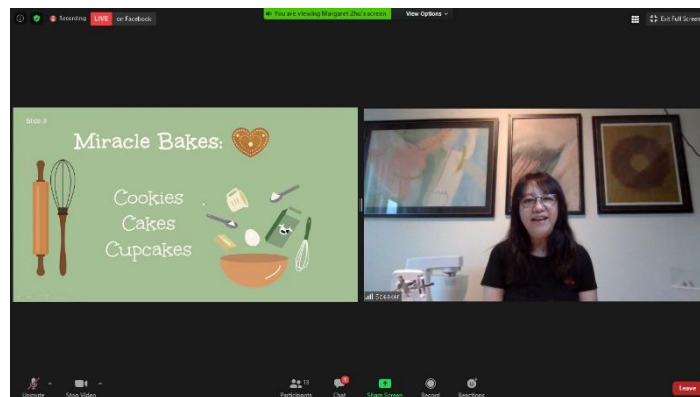 Recording
LIVE
on Facebook
You are viewing Margaret Zhu's screen
View Options
Exit Full Screen
Slide 3
Miracle Bakes:
Cookies
Cakes
Cupcakes
Speaker
Unmute
Stop Video
13
Participants
Chat
Share Screen
Record
Reactions
Leave